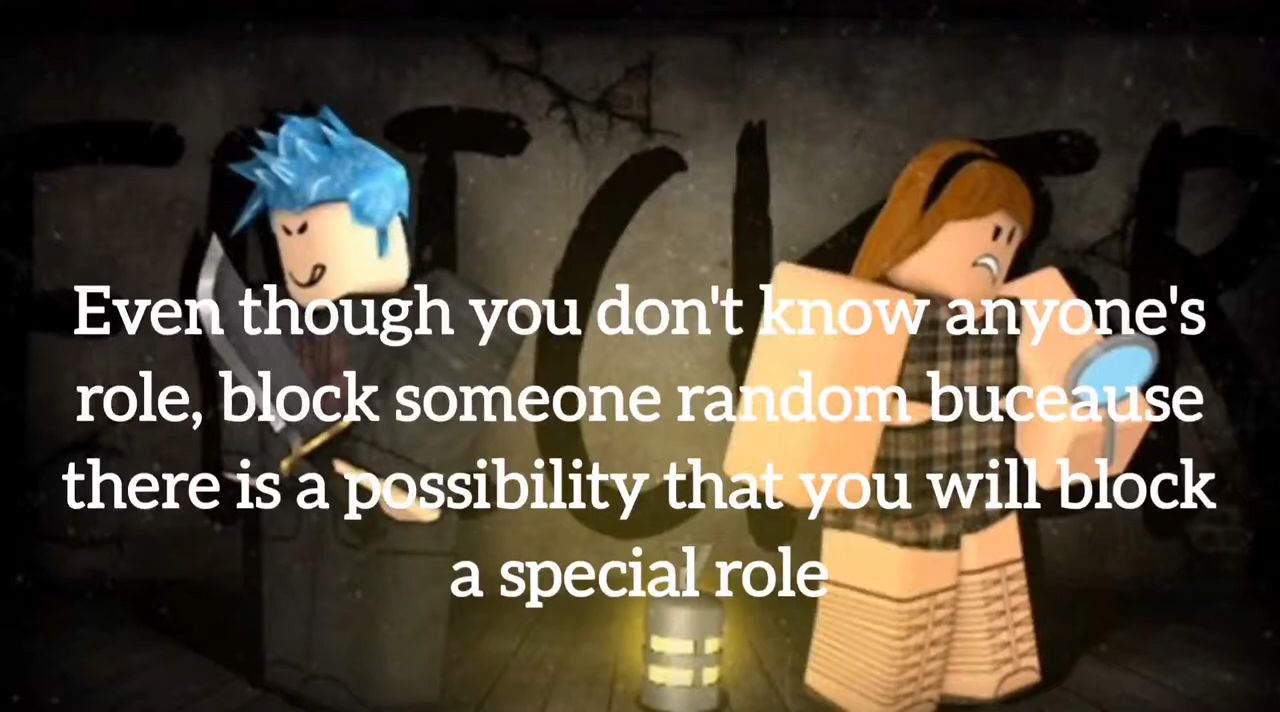 FLICKER
Even though you don't know anyone's
role, block someone random buceause
there is a possibility that you will block
a special role